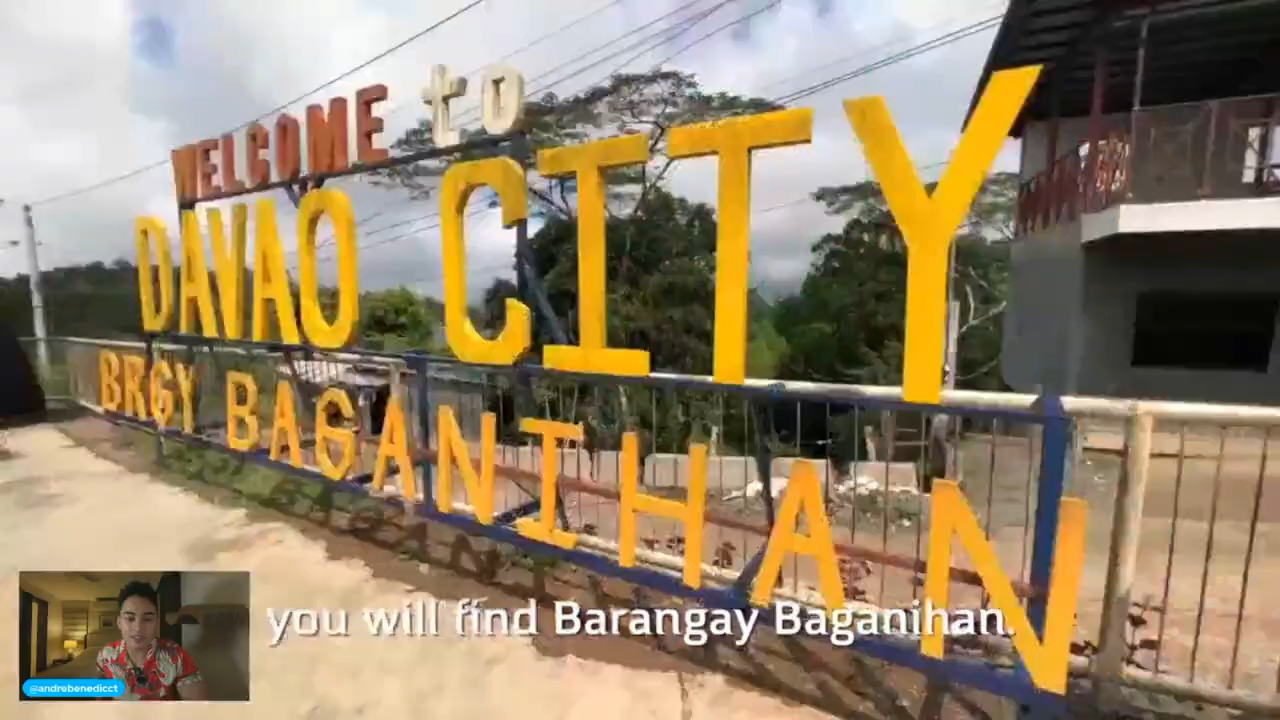 WELCOME to
DAVAO CITY
BRGY BAGANIHAN
you will find Barangay Baganihan.
@andrebenedicct